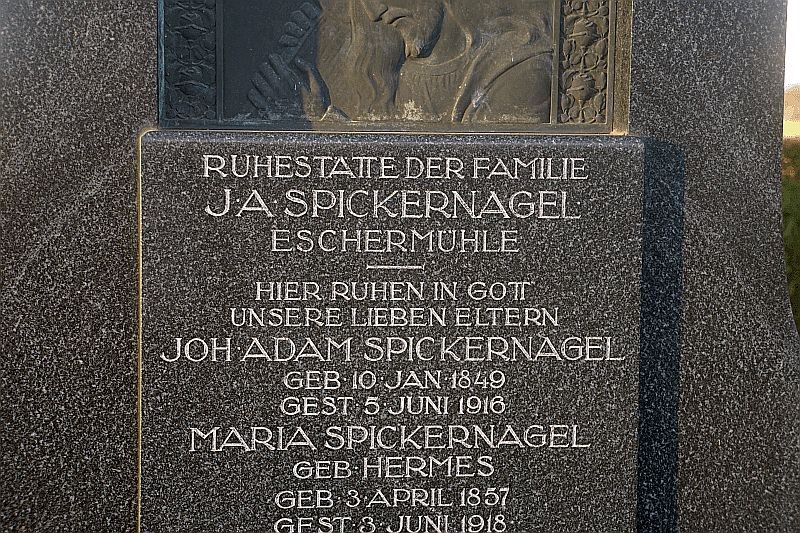 RUHESTÄTTE DER FAMILIE
J·A SPICKERNAGEL
ESCHERMÜHLE
HIER RUHEN IN GOTT
UNSERE LIEBEN ELTERN
JOH·ADAM SPICKERNAGEL
GEB·10·JAN·1849
GEST·5·JUNI 1916
MARIA SPICKERNAGEL
GEB·HERMES
GEB·3·APRIL 1857
GEST·3·JUNI 1918·